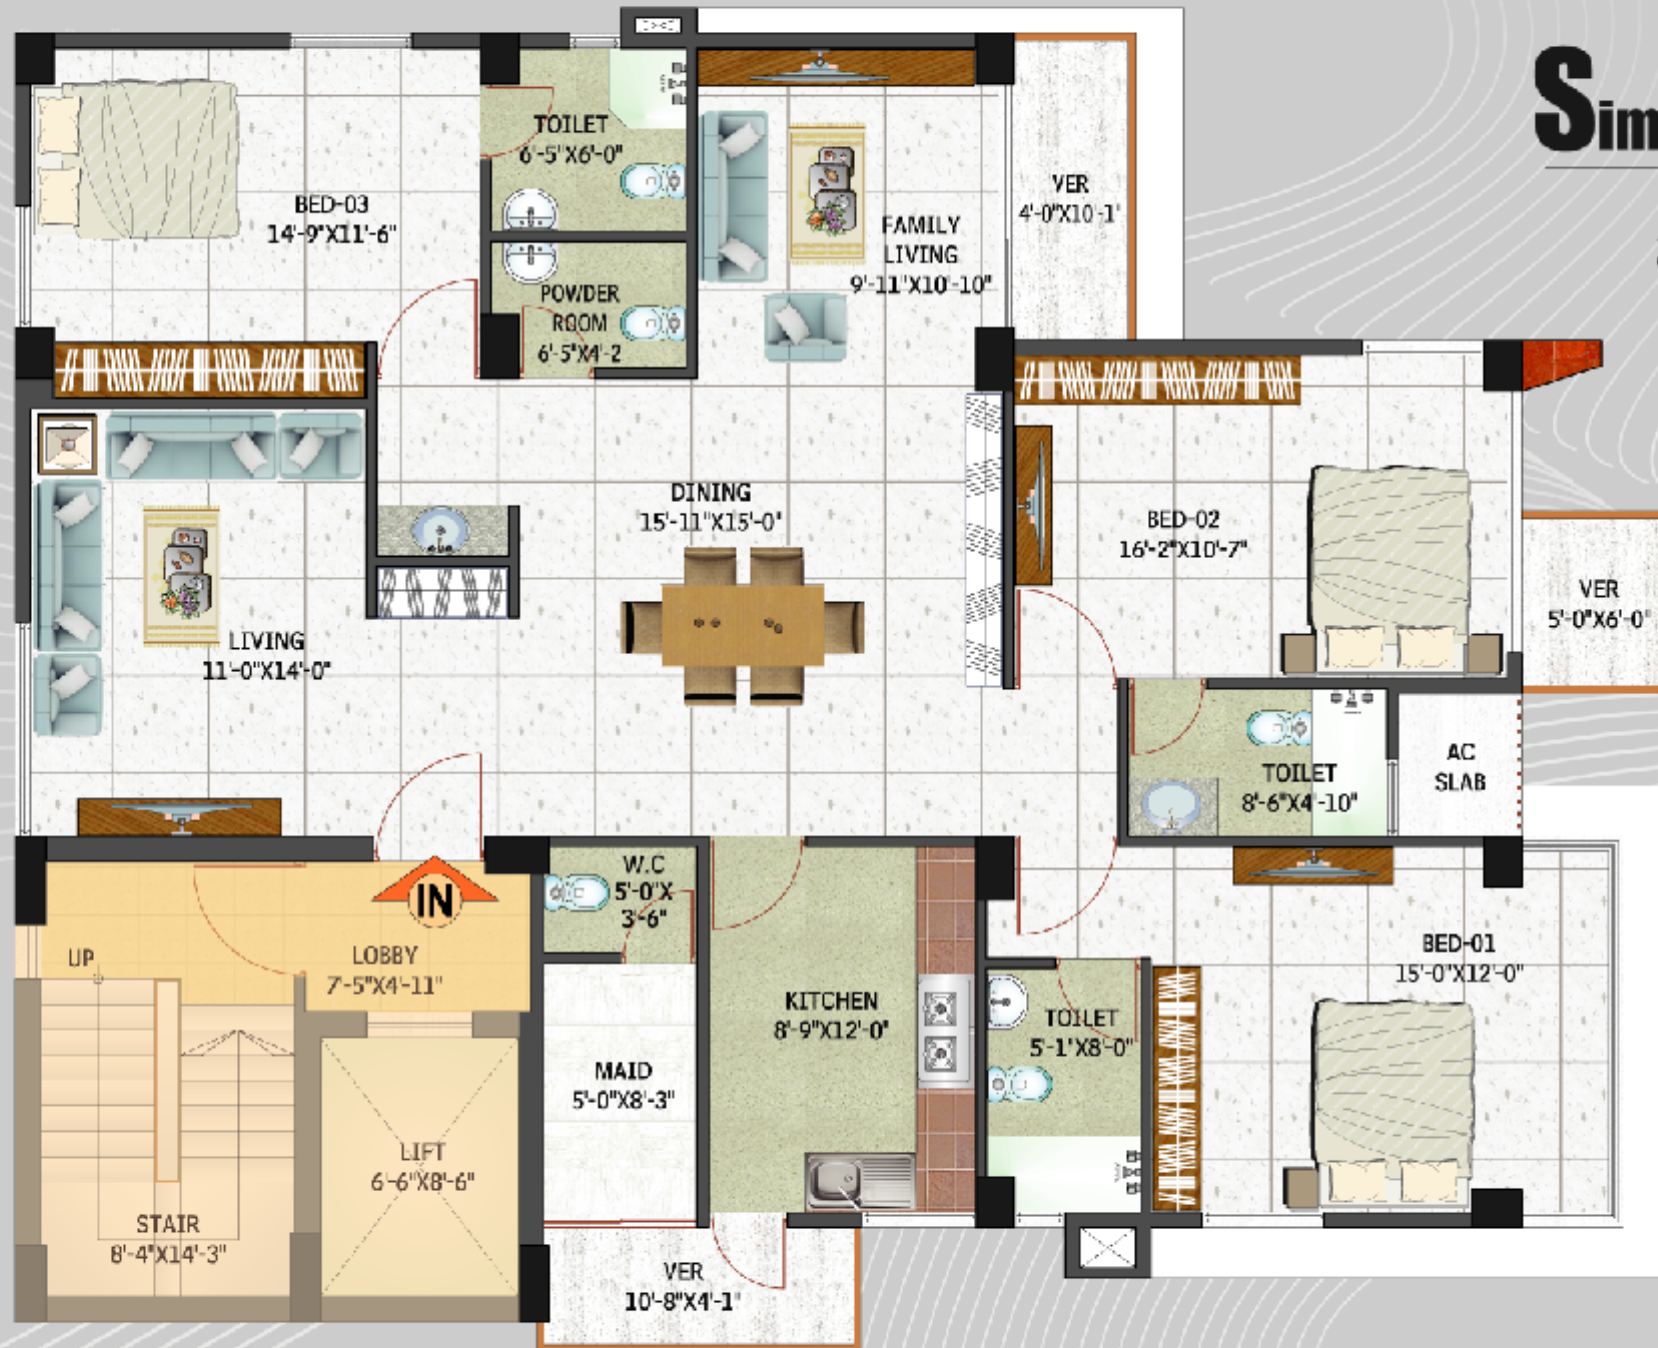 Sim
TOILET
6'-5"X6'-0"
BED-03
14'-9"X11'-6"
VER
4'-0"X10'-1'
FAMILY
LIVING
9'-11"X10'-10"
POWDER
ROOM
6'-5"X4'-2
DINING
15'-11"X15'-0"
BED-02
16'-2"X10'-7"
VER
5'-0"X6'-0"
LIVING
11'-0"X14'-0"
TOILET
8'-6"X4'-10"
AC
SLAB
W.C
5'-0"X
3'-6"
IN
UP
LOBBY
7'-5"X4'-11"
BED-01
15'-0"X12'-0"
KITCHEN
8'-9"X12'-0"
TOILET
5'-1'X8'-0"
MAID
5'-0"X8'-3"
LIFT
6'-6"X8'-6"
STAIR
8'-4"X14'-3"
VER
10'-8"X4'-1"